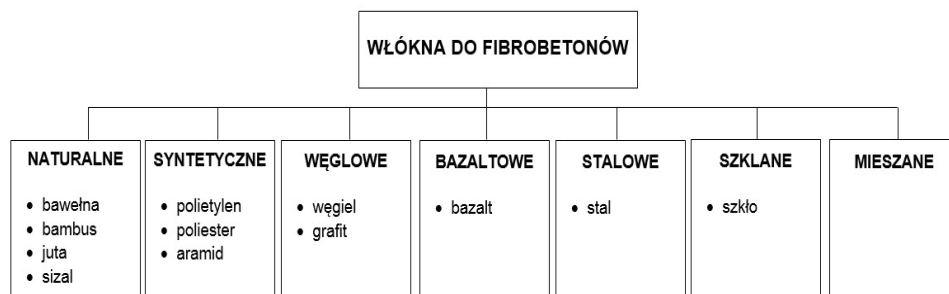 WŁÓKNA DO FIBROBETONÓW
NATURALNE
• bawełna
• bambus
• juta
• sizal
SYNTETYCZNE
• polietylen
• poliester
• aramid
WĘGLOWE
• węgiel
• grafit
BAZALTOWE
• bazalt
STALOWE
• stal
SZKLANE
• szkło
MIESZANE